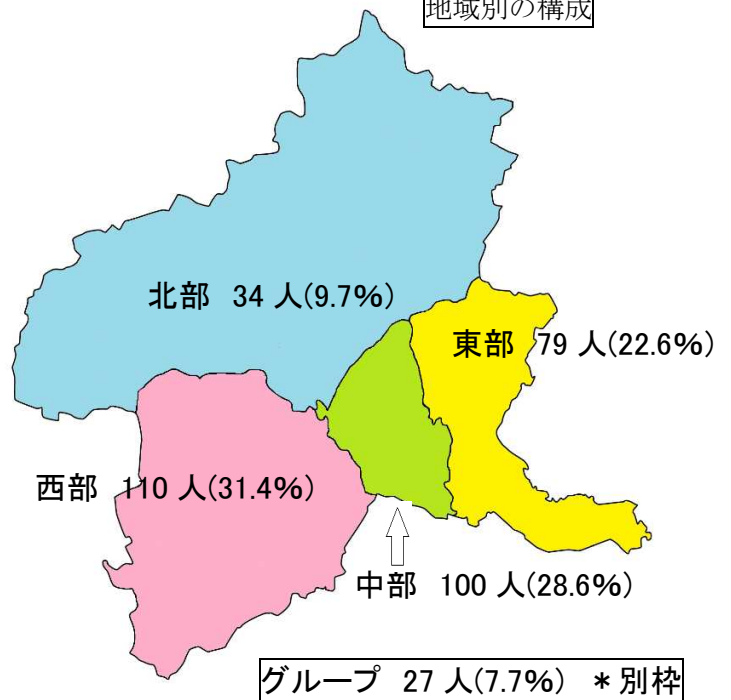 地域別の構成
北部 34 人(9.7%)
東部 79 人(22.6%)
西部 110 人(31.4%)
中部 100 人(28.6%)
グループ 27 人(7.7%) *別枠